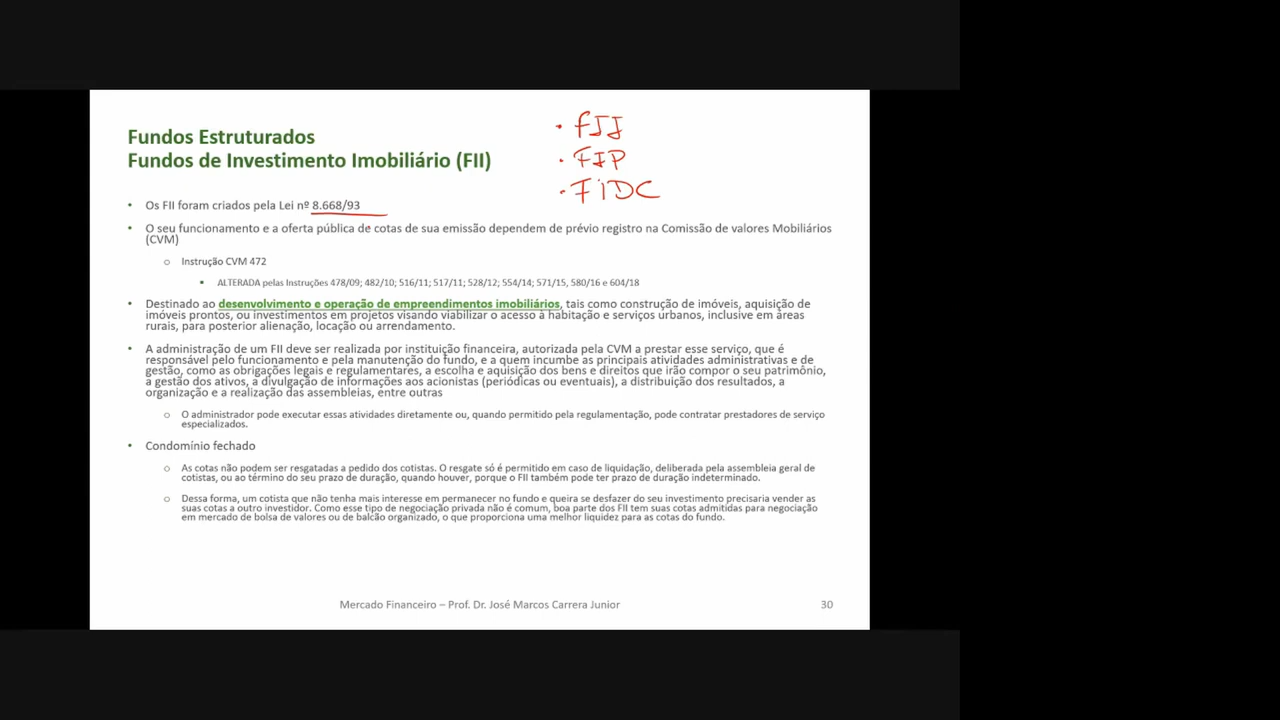 Fundos Estruturados
Fundos de Investimento Imobiliário (FII)
• FII
• FIP
• FIDC
• Os FII foram criados pela Lei nº 8.668/93
• O seu funcionamento e a oferta pública de cotas de sua emissão dependem de prévio registro na Comissão de valores Mobiliários
(CVM)
o Instrução CVM 472
▪ ALTERADA pelas Instruções 478/09; 482/10; 516/11; 517/11; 528/12; 554/14; 571/15, 580/16 e 604/18
• Destinado ao desenvolvimento e operação de empreendimentos imobiliários, tais como construção de imóveis, aquisição de
imóveis prontos, ou investimentos em projetos visando viabilizar o acesso à habitação e serviços urbanos, inclusive em áreas
rurais, para posterior alienação, locação ou arrendamento.
• A administração de um FII deve ser realizada por instituição financeira, autorizada pela CVM a prestar esse serviço, que é
responsável pelo funcionamento e pela manutenção do fundo, e a quem incumbe as principais atividades administrativas e de
gestão, como as obrigações legais e regulamentares, a escolha e aquisição dos bens e direitos que irão compor o seu patrimônio,
a gestão dos ativos, a divulgação de informações aos acionistas (periódicas ou eventuais), a distribuição dos resultados, a
organização e a realização das assembleias, entre outras
o O administrador pode executar essas atividades diretamente ou, quando permitido pela regulamentação, pode contratar prestadores de serviço
especializados.
• Condomínio fechado
o As cotas não podem ser resgatadas a pedido dos cotistas. O resgate só é permitido em caso de liquidação, deliberada pela assembleia geral de
cotistas, ou ao término do seu prazo de duração, quando houver, porque o FII também pode ter prazo de duração indeterminado.
o Dessa forma, um cotista que não tenha mais interesse em permanecer no fundo e queira se desfazer do seu investimento precisaria vender as
suas cotas a outro investidor. Como esse tipo de negociação privada não é comum, boa parte dos FII tem suas cotas admitidas para negociação
em mercado de bolsa de valores ou de balcão organizado, o que proporciona uma melhor liquidez para as cotas do fundo.
Mercado Financeiro – Prof. Dr. José Marcos Carrera Junior
30